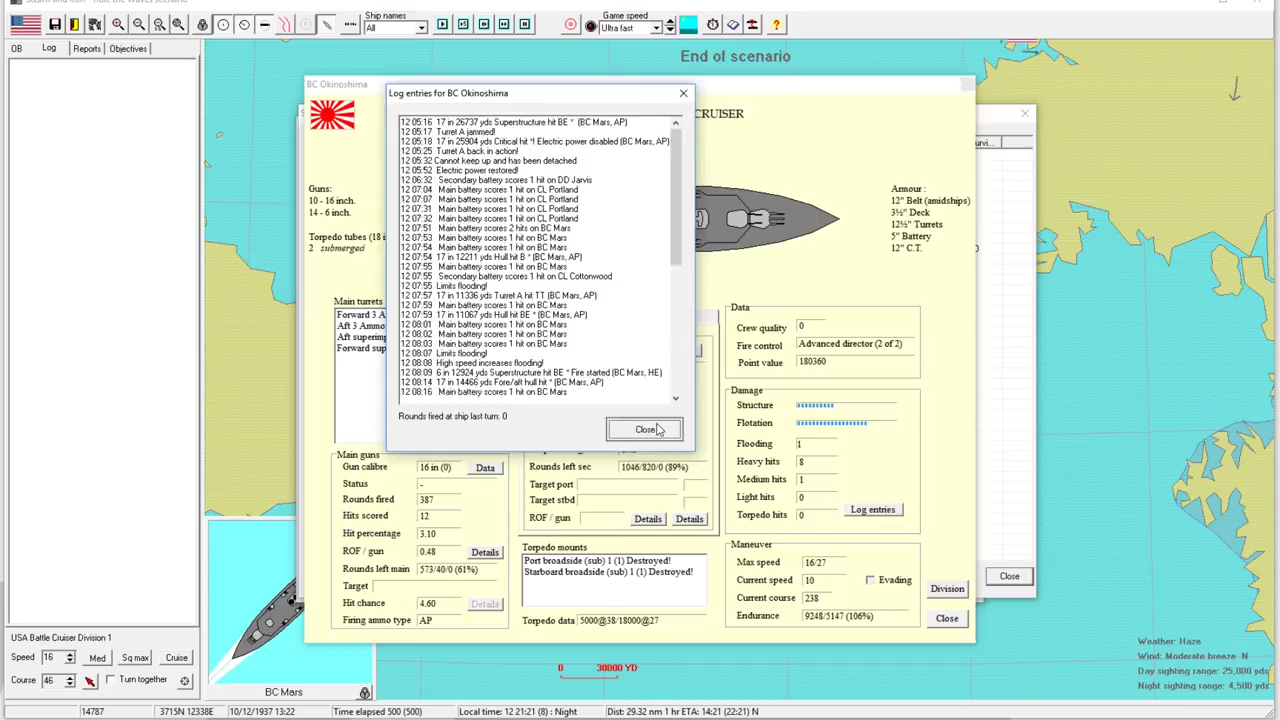 Ship names
All
Game speed
Ultra fast
OB
Log
Reports
Objectives
End of scenario
BC Okinoshima
Log entries for BC Okinoshima
CRUISER
12 05:16 17 in 26737 yds Superstructure hit BE * (BC Mars, AP)
12 05:17 Turret A jammed!
12 05:18 17 in 25904 yds Critical hit *! Electric power disabled (BC Mars, AP)
12 05:25 Turret A back in action!
12 05:32 Cannot keep up and has been detached
12 05:52 Electric power restored!
12 06:32 Secondary battery scores 1 hit on DD Jarvis
12 07:04 Main battery scores 1 hit on CL Portland
12 07:07 Main battery scores 1 hit on CL Portland
12 07:31 Main battery scores 1 hit on CL Portland
12 07:32 Main battery scores 1 hit on CL Portland
12 07:51 Main battery scores 2 hits on BC Mars
12 07:53 Main battery scores 1 hit on BC Mars
12 07:54 Main battery scores 1 hit on BC Mars
12 07:54 17 in 12211 yds Hull hit B * (BC Mars, AP)
12 07:55 Main battery scores 1 hit on BC Mars
12 07:55 Secondary battery scores 1 hit on CL Cottonwood
12 07:55 Limits flooding!
12 07:57 17 in 11336 yds Turret A hit TT (BC Mars, AP)
12 07:59 Main battery scores 1 hit on BC Mars
12 07:59 17 in 11067 yds Hull hit BE * (BC Mars, AP)
12 08:01 Main battery scores 1 hit on BC Mars
12 08:02 Main battery scores 1 hit on BC Mars
12 08:03 Main battery scores 1 hit on BC Mars
12 08:07 Limits flooding!
12 08:08 High speed increases flooding!
12 08:09 6 in 12924 yds Superstructure hit BE * Fire started (BC Mars, HE)
12 08:14 17 in 14466 yds Fore/aft hull hit * (BC Mars, AP)
12 08:16 Main battery scores 1 hit on BC Mars
Rounds fired at ship last turn: 0
Close
Guns:
10 - 16 inch.
14 - 6 inch.
Torpedo tubes (18 i
2 submerged
Armour :
12" Belt (amidships)
3½" Deck
12½" Turrets
5" Battery
12" C.T.
Main turrets
Forward 3 A
Aft 3 Ammo
Aft superimp
Forward sup
Main guns
Gun calibre 16 in (0) Data
Status -
Rounds fired 387
Hits scored 12
Hit percentage 3.10
ROF / gun 0.48 Details
Rounds left main 573/40/0 (61%)
Target
Hit chance 4.60 Details
Firing ammo type AP
Rounds left sec 1046/820/0 (89%)
Target port
Target stbd
ROF / gun Details Details
Torpedo mounts
Port broadside (sub) 1 (1) Destroyed!
Starboard broadside (sub) 1 (1) Destroyed!
Torpedo data 5000@38/18000@27
Data
Crew quality 0
Fire control Advanced director (2 of 2)
Point value 180360
Damage
Structure
Flotation
Flooding 1
Heavy hits 8
Medium hits 1
Light hits 0
Torpedo hits 0
Log entries
Maneuver
Max speed 16/27
Current speed 10 Evading
Current course 238
Endurance 9248/5147 (106%)
Division
Close
Close
USA Battle Cruiser Division 1
Speed 16 Med Sq max Cruise
Course 46 Turn together
BC Mars
0 30000 YD
Weather: Haze
Wind: Moderate breeze N
Day sighting range: 25,000 yds
Night sighting range: 4,500 yds
14787 3715N 12338E 10/12/1937 13:22 Time elapsed 500 (500) Local time: 12 21:21 (8) : Night Dist: 29.32 nm 1 hr ETA: 14:21 (22:21) N